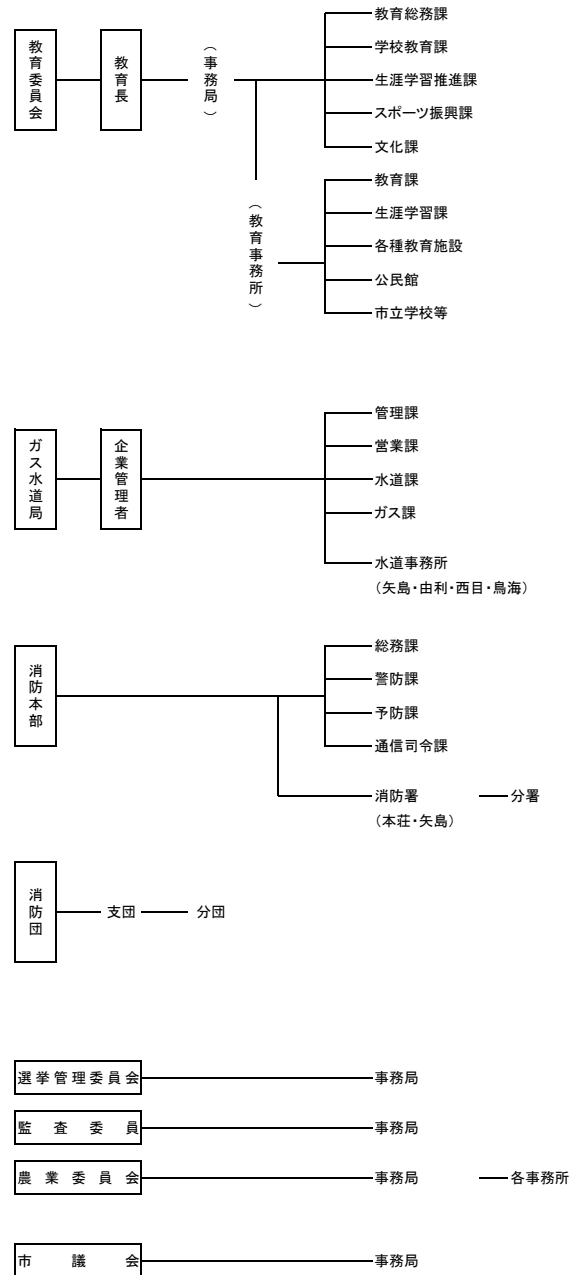 教育委員会
教育長
（事務局）
教育総務課
学校教育課
生涯学習推進課
スポーツ振興課
文化課
（教育事務所）
教育課
生涯学習課
各種教育施設
公民館
市立学校等
ガス水道局
企業管理者
管理課
営業課
水道課
ガス課
水道事務所
（矢島・由利・西目・鳥海）
消防本部
総務課
警防課
予防課
通信司令課
消防署 分署
（本荘・矢島）
消防団 支団 分団
選挙管理委員会 事務局
監査委員 事務局
農業委員会 事務局 各事務所
市議会 事務局